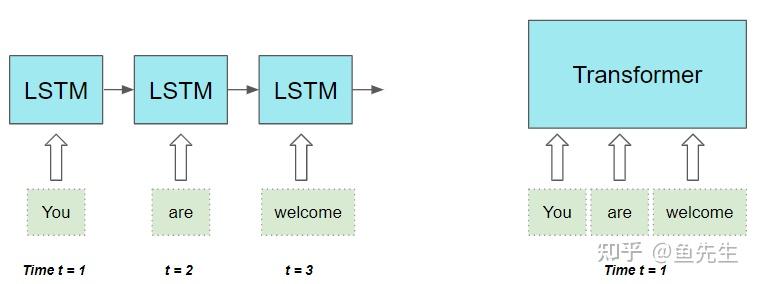 LSTM LSTM LSTM
You are welcome
Time t = 1 t = 2 t = 3
Transformer
You are welcome
Time t = 1
知乎 @鱼先生